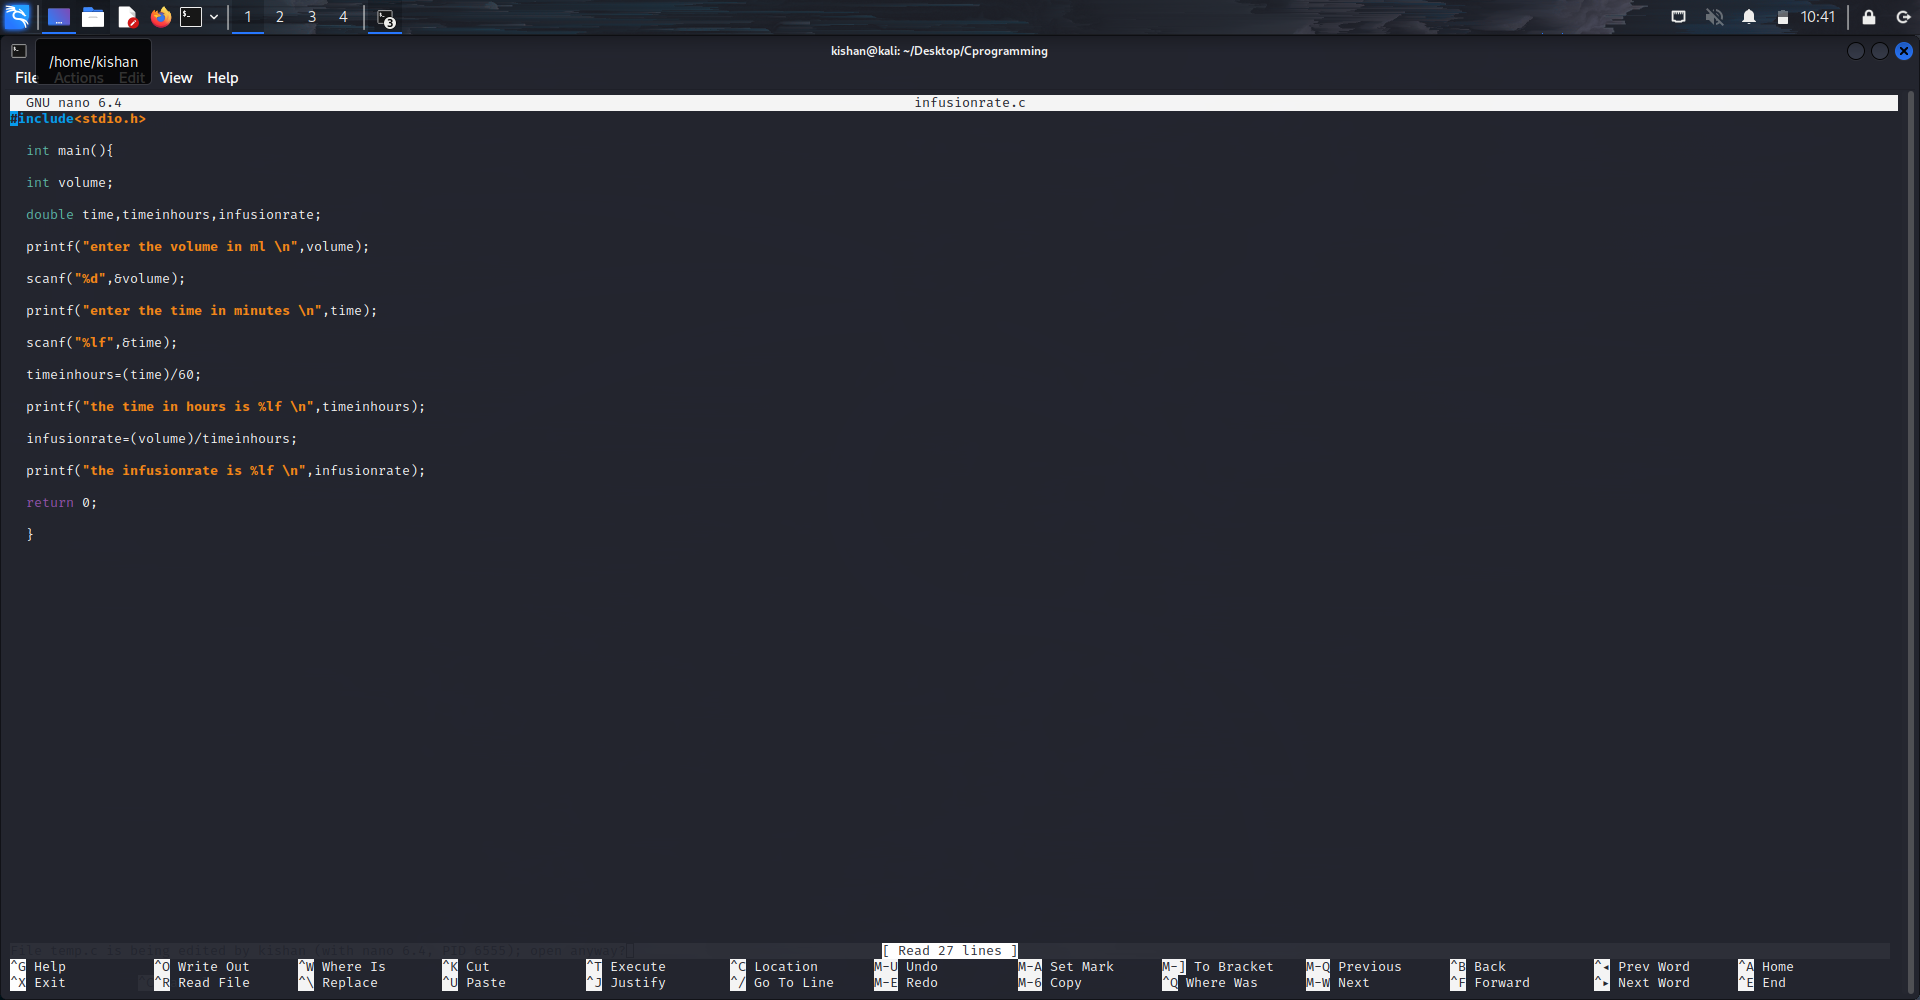 1 2 3 4 3 10:41
kishan@kali: ~/Desktop/Cprogramming
/home/kishan
File Actions Edit View Help
GNU nano 6.4 infusionrate.c
#include<stdio.h>
int main(){
int volume;
double time,timeinhours,infusionrate;
printf("enter the volume in ml \n",volume);
scanf("%d",&volume);
printf("enter the time in minutes \n",time);
scanf("%lf",&time);
timeinhours=(time)/60;
printf("the time in hours is %lf \n",timeinhours);
infusionrate=(volume)/timeinhours;
printf("the infusionrate is %lf \n",infusionrate);
return 0;
}
[ Read 27 lines ]
^G Help ^O Write Out ^W Where Is ^K Cut ^T Execute ^C Location M-U Undo M-A Set Mark M-] To Bracket M-Q Previous ^B Back ^◂ Prev Word ^A Home
^X Exit ^R Read File ^\ Replace ^U Paste ^J Justify ^/ Go To Line M-E Redo M-6 Copy ^Q Where Was M-W Next ^F Forward ^▸ Next Word ^E End